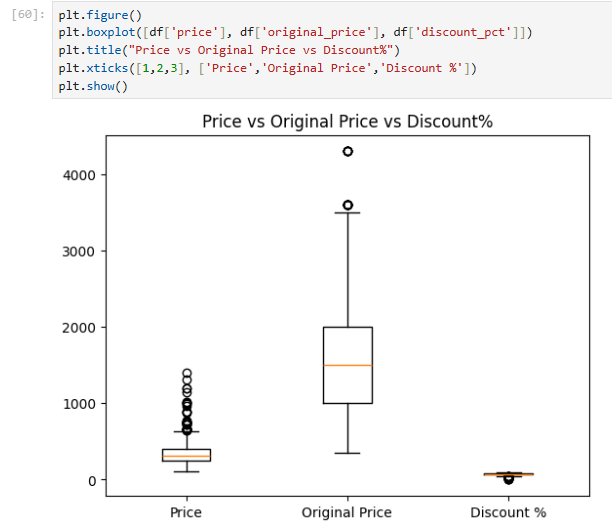 [60]: plt.figure()
plt.boxplot([df['price'], df['original_price'], df['discount_pct']])
plt.title("Price vs Original Price vs Discount%")
plt.xticks([1,2,3], ['Price','Original Price','Discount %'])
plt.show()
Price vs Original Price vs Discount%
4000
3000
2000
1000
0
Price Original Price Discount %